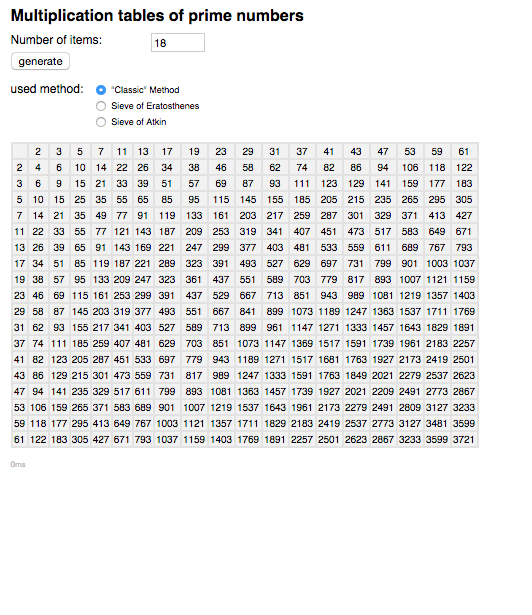 Multiplication tables of prime numbers
Number of items: 18
generate
used method: "Classic" Method
Sieve of Eratosthenes
Sieve of Atkin
2 3 5 7 11 13 17 19 23 29 31 37 41 43 47 53 59 61
2 4 6 10 14 22 26 34 38 46 58 62 74 82 86 94 106 118 122
3 6 9 15 21 33 39 51 57 69 87 93 111 123 129 141 159 177 183
5 10 15 25 35 55 65 85 95 115 145 155 185 205 215 235 265 295 305
7 14 21 35 49 77 91 119 133 161 203 217 259 287 301 329 371 413 427
11 22 33 55 77 121 143 187 209 253 319 341 407 451 473 517 583 649 671
13 26 39 65 91 143 169 221 247 299 377 403 481 533 559 611 689 767 793
17 34 51 85 119 187 221 289 323 391 493 527 629 697 731 799 901 1003 1037
19 38 57 95 133 209 247 323 361 437 551 589 703 779 817 893 1007 1121 1159
23 46 69 115 161 253 299 391 437 529 667 713 851 943 989 1081 1219 1357 1403
29 58 87 145 203 319 377 493 551 667 841 899 1073 1189 1247 1363 1537 1711 1769
31 62 93 155 217 341 403 527 589 713 899 961 1147 1271 1333 1457 1643 1829 1891
37 74 111 185 259 407 481 629 703 851 1073 1147 1369 1517 1591 1739 1961 2183 2257
41 82 123 205 287 451 533 697 779 943 1189 1271 1517 1681 1763 1927 2173 2419 2501
43 86 129 215 301 473 559 731 817 989 1247 1333 1591 1763 1849 2021 2279 2537 2623
47 94 141 235 329 517 611 799 893 1081 1363 1457 1739 1927 2021 2209 2491 2773 2867
53 106 159 265 371 583 689 901 1007 1219 1537 1643 1961 2173 2279 2491 2809 3127 3233
59 118 177 295 413 649 767 1003 1121 1357 1711 1829 2183 2419 2537 2773 3127 3481 3599
61 122 183 305 427 671 793 1037 1159 1403 1769 1891 2257 2501 2623 2867 3233 3599 3721
0ms